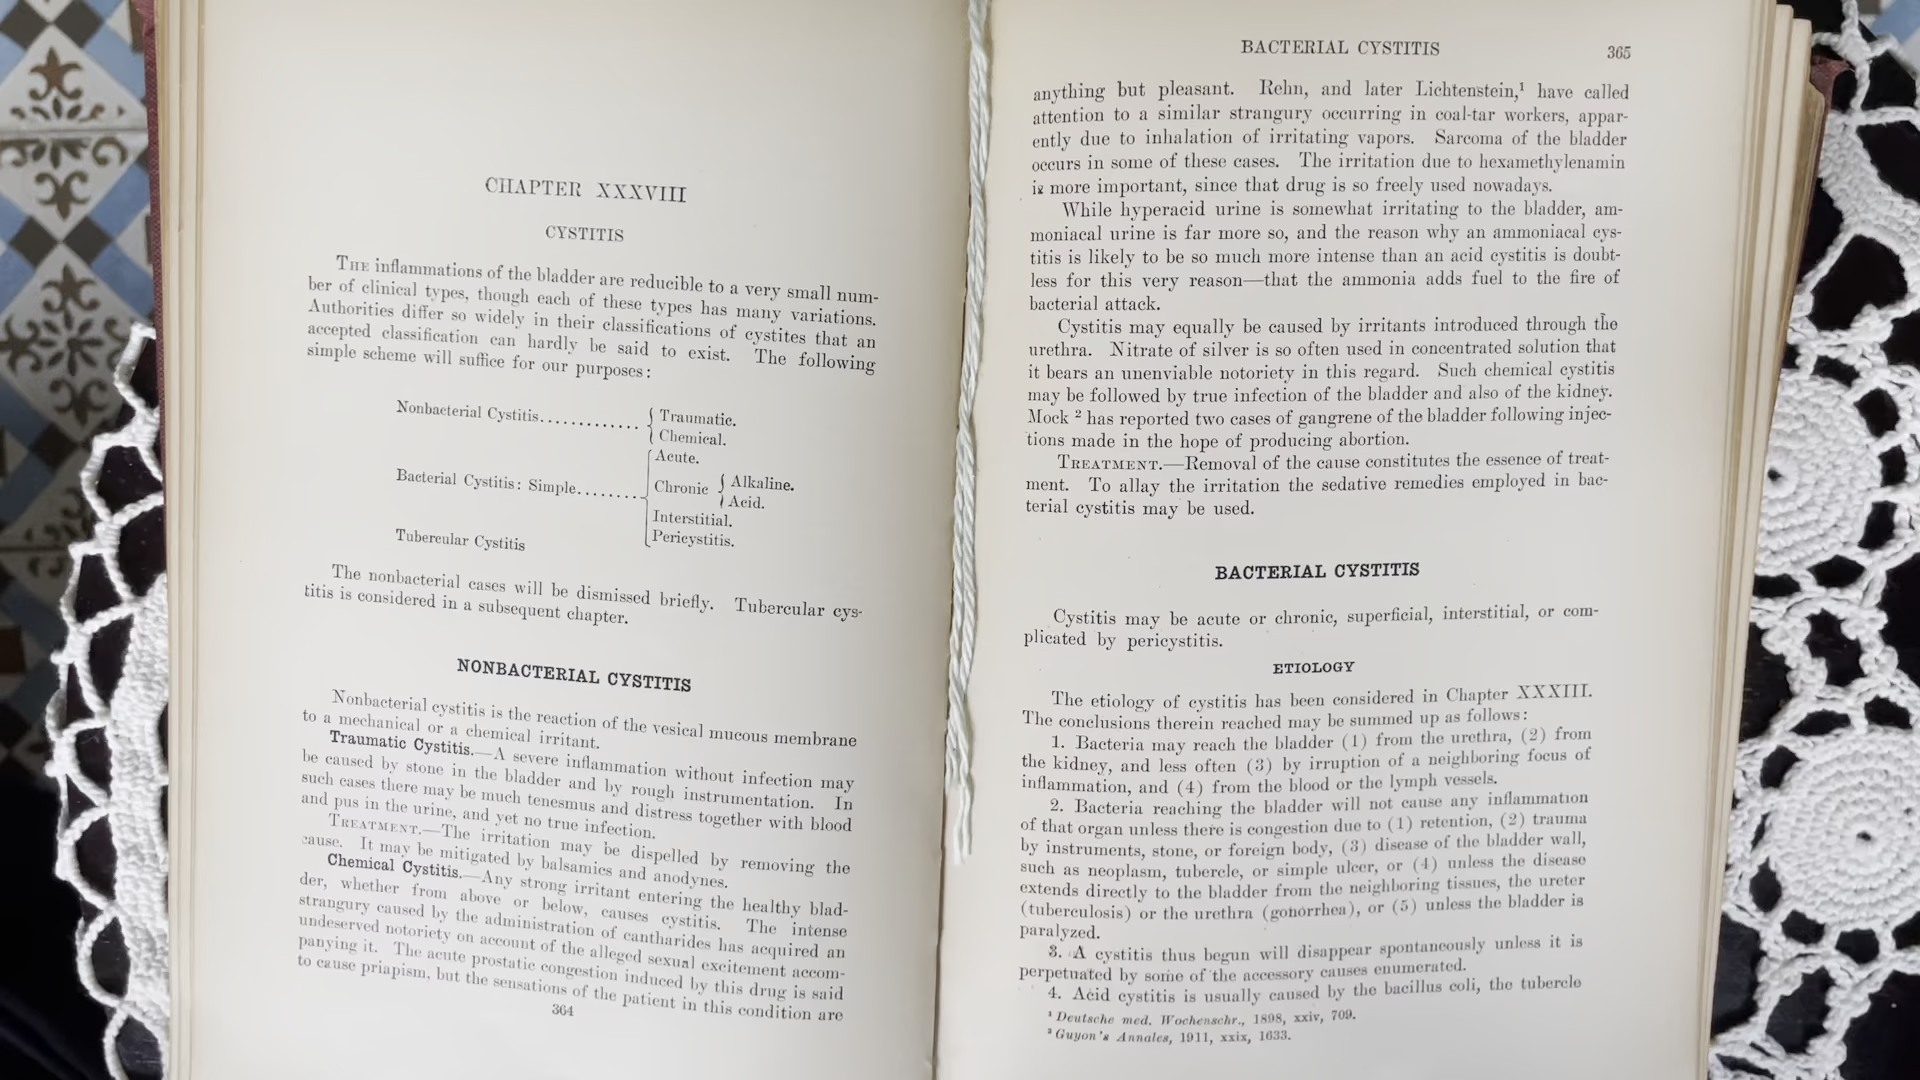 CHAPTER XXXVIII
CYSTITIS
THE inflammations of the bladder are reducible to a very small num-
ber of clinical types, though each of these types has many variations.
Authorities differ so widely in their classifications of cystites that an
accepted classification can hardly be said to exist. The following
simple scheme will suffice for our purposes:
Nonbacterial Cystitis............. { Traumatic.
{ Chemical.
Acute.
Bacterial Cystitis: Simple........ Chronic { Alkaline.
{ Acid.
Interstitial.
Pericystitis.
Tubercular Cystitis
The nonbacterial cases will be dismissed briefly. Tubercular cys-
titis is considered in a subsequent chapter.
NONBACTERIAL CYSTITIS
Nonbacterial cystitis is the reaction of the vesical mucous membrane
to a mechanical or a chemical irritant.
Traumatic Cystitis.—A severe inflammation without infection may
be caused by stone in the bladder and by rough instrumentation. In
such cases there may be much tenesmus and distress together with blood
and pus in the urine, and yet no true infection.
TREATMENT.—The irritation may be dispelled by removing the
cause. It may be mitigated by balsamics and anodynes.
Chemical Cystitis.—Any strong irritant entering the healthy blad-
der, whether from above or below, causes cystitis. The intense
strangury caused by the administration of cantharides has acquired an
undeserved notoriety on account of the alleged sexual excitement accom-
panying it. The acute prostatic congestion induced by this drug is said
to cause priapism, but the sensations of the patient in this condition are
364
BACTERIAL CYSTITIS 365
anything but pleasant. Rehn, and later Lichtenstein,¹ have called
attention to a similar strangury occurring in coal-tar workers, appar-
ently due to inhalation of irritating vapors. Sarcoma of the bladder
occurs in some of these cases. The irritation due to hexamethylenamin
is more important, since that drug is so freely used nowadays.
While hyperacid urine is somewhat irritating to the bladder, am-
moniacal urine is far more so, and the reason why an ammoniacal cys-
titis is likely to be so much more intense than an acid cystitis is doubt-
less for this very reason—that the ammonia adds fuel to the fire of
bacterial attack.
Cystitis may equally be caused by irritants introduced through the
urethra. Nitrate of silver is so often used in concentrated solution that
it bears an unenviable notoriety in this regard. Such chemical cystitis
may be followed by true infection of the bladder and also of the kidney.
Mock ² has reported two cases of gangrene of the bladder following injec-
tions made in the hope of producing abortion.
TREATMENT.—Removal of the cause constitutes the essence of treat-
ment. To allay the irritation the sedative remedies employed in bac-
terial cystitis may be used.
BACTERIAL CYSTITIS
Cystitis may be acute or chronic, superficial, interstitial, or com-
plicated by pericystitis.
ETIOLOGY
The etiology of cystitis has been considered in Chapter XXXIII.
The conclusions therein reached may be summed up as follows:
1. Bacteria may reach the bladder (1) from the urethra, (2) from
the kidney, and less often (3) by irruption of a neighboring focus of
inflammation, and (4) from the blood or the lymph vessels.
2. Bacteria reaching the bladder will not cause any inflammation
of that organ unless there is congestion due to (1) retention, (2) trauma
by instruments, stone, or foreign body, (3) disease of the bladder wall,
such as neoplasm, tubercle, or simple ulcer, or (4) unless the disease
extends directly to the bladder from the neighboring tissues, the ureter
(tuberculosis) or the urethra (gonorrhea), or (5) unless the bladder is
paralyzed.
3. A cystitis thus begun will disappear spontaneously unless it is
perpetuated by some of the accessory causes enumerated.
4. Acid cystitis is usually caused by the bacillus coli, the tubercle
¹ Deutsche med. Wochenschr., 1898, xxiv, 709.
² Guyon's Annales, 1911, xxix, 1633.